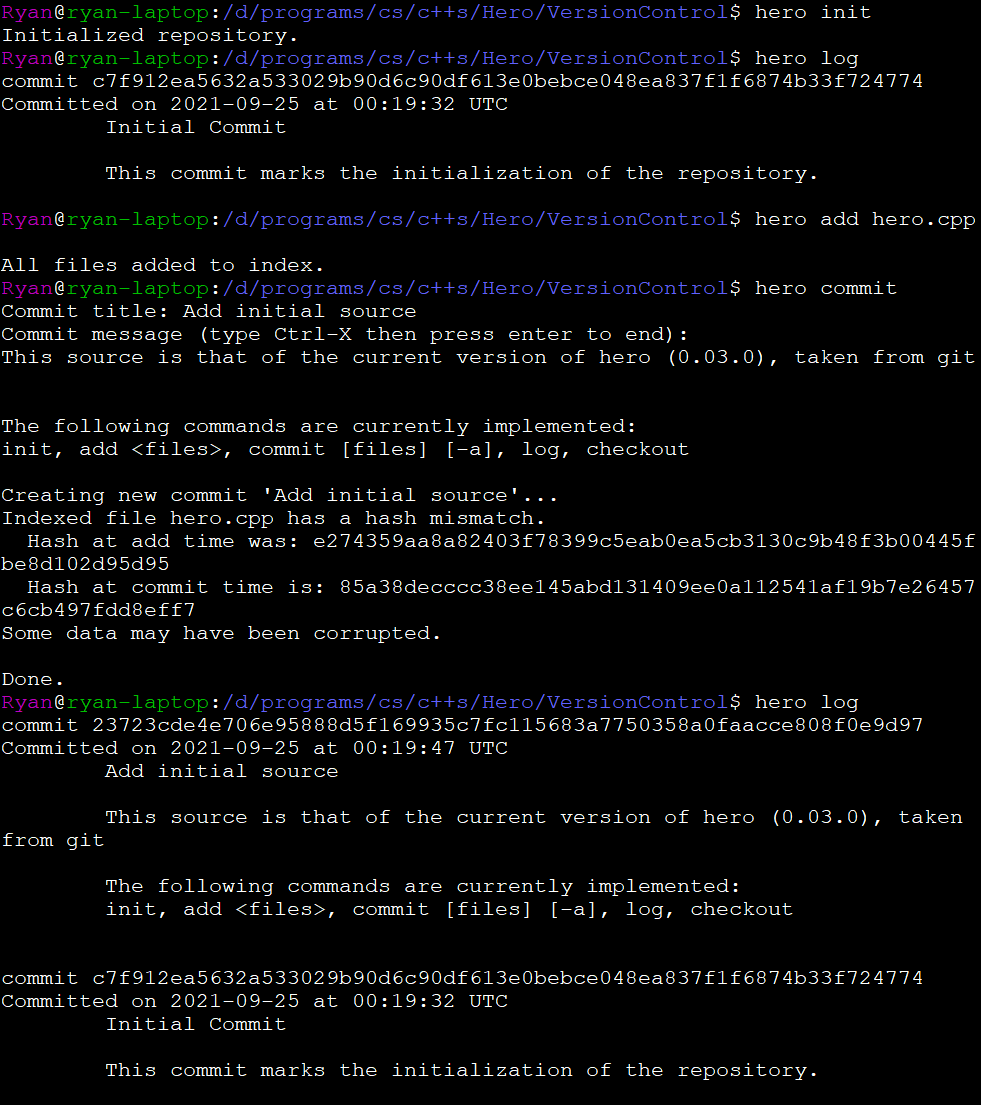 Ryan@ryan-laptop:/d/programs/cs/c++s/Hero/VersionControl$ hero init
Initialized repository.
Ryan@ryan-laptop:/d/programs/cs/c++s/Hero/VersionControl$ hero log
commit c7f912ea5632a533029b90d6c90df613e0bebce048ea837f1f6874b33f724774
Committed on 2021-09-25 at 00:19:32 UTC
        Initial Commit

        This commit marks the initialization of the repository.

Ryan@ryan-laptop:/d/programs/cs/c++s/Hero/VersionControl$ hero add hero.cpp

All files added to index.
Ryan@ryan-laptop:/d/programs/cs/c++s/Hero/VersionControl$ hero commit
Commit title: Add initial source
Commit message (type Ctrl-X then press enter to end):
This source is that of the current version of hero (0.03.0), taken from git


The following commands are currently implemented:
init, add <files>, commit [files] [-a], log, checkout

Creating new commit 'Add initial source'...
Indexed file hero.cpp has a hash mismatch.
  Hash at add time was: e274359aa8a82403f78399c5eab0ea5cb3130c9b48f3b00445f
be8d102d95d95
  Hash at commit time is: 85a38decccc38ee145abd131409ee0a112541af19b7e26457
c6cb497fdd8eff7
Some data may have been corrupted.

Done.
Ryan@ryan-laptop:/d/programs/cs/c++s/Hero/VersionControl$ hero log
commit 23723cde4e706e95888d5f169935c7fc115683a7750358a0faacce808f0e9d97
Committed on 2021-09-25 at 00:19:47 UTC
        Add initial source

        This source is that of the current version of hero (0.03.0), taken
from git

        The following commands are currently implemented:
        init, add <files>, commit [files] [-a], log, checkout


commit c7f912ea5632a533029b90d6c90df613e0bebce048ea837f1f6874b33f724774
Committed on 2021-09-25 at 00:19:32 UTC
        Initial Commit

        This commit marks the initialization of the repository.